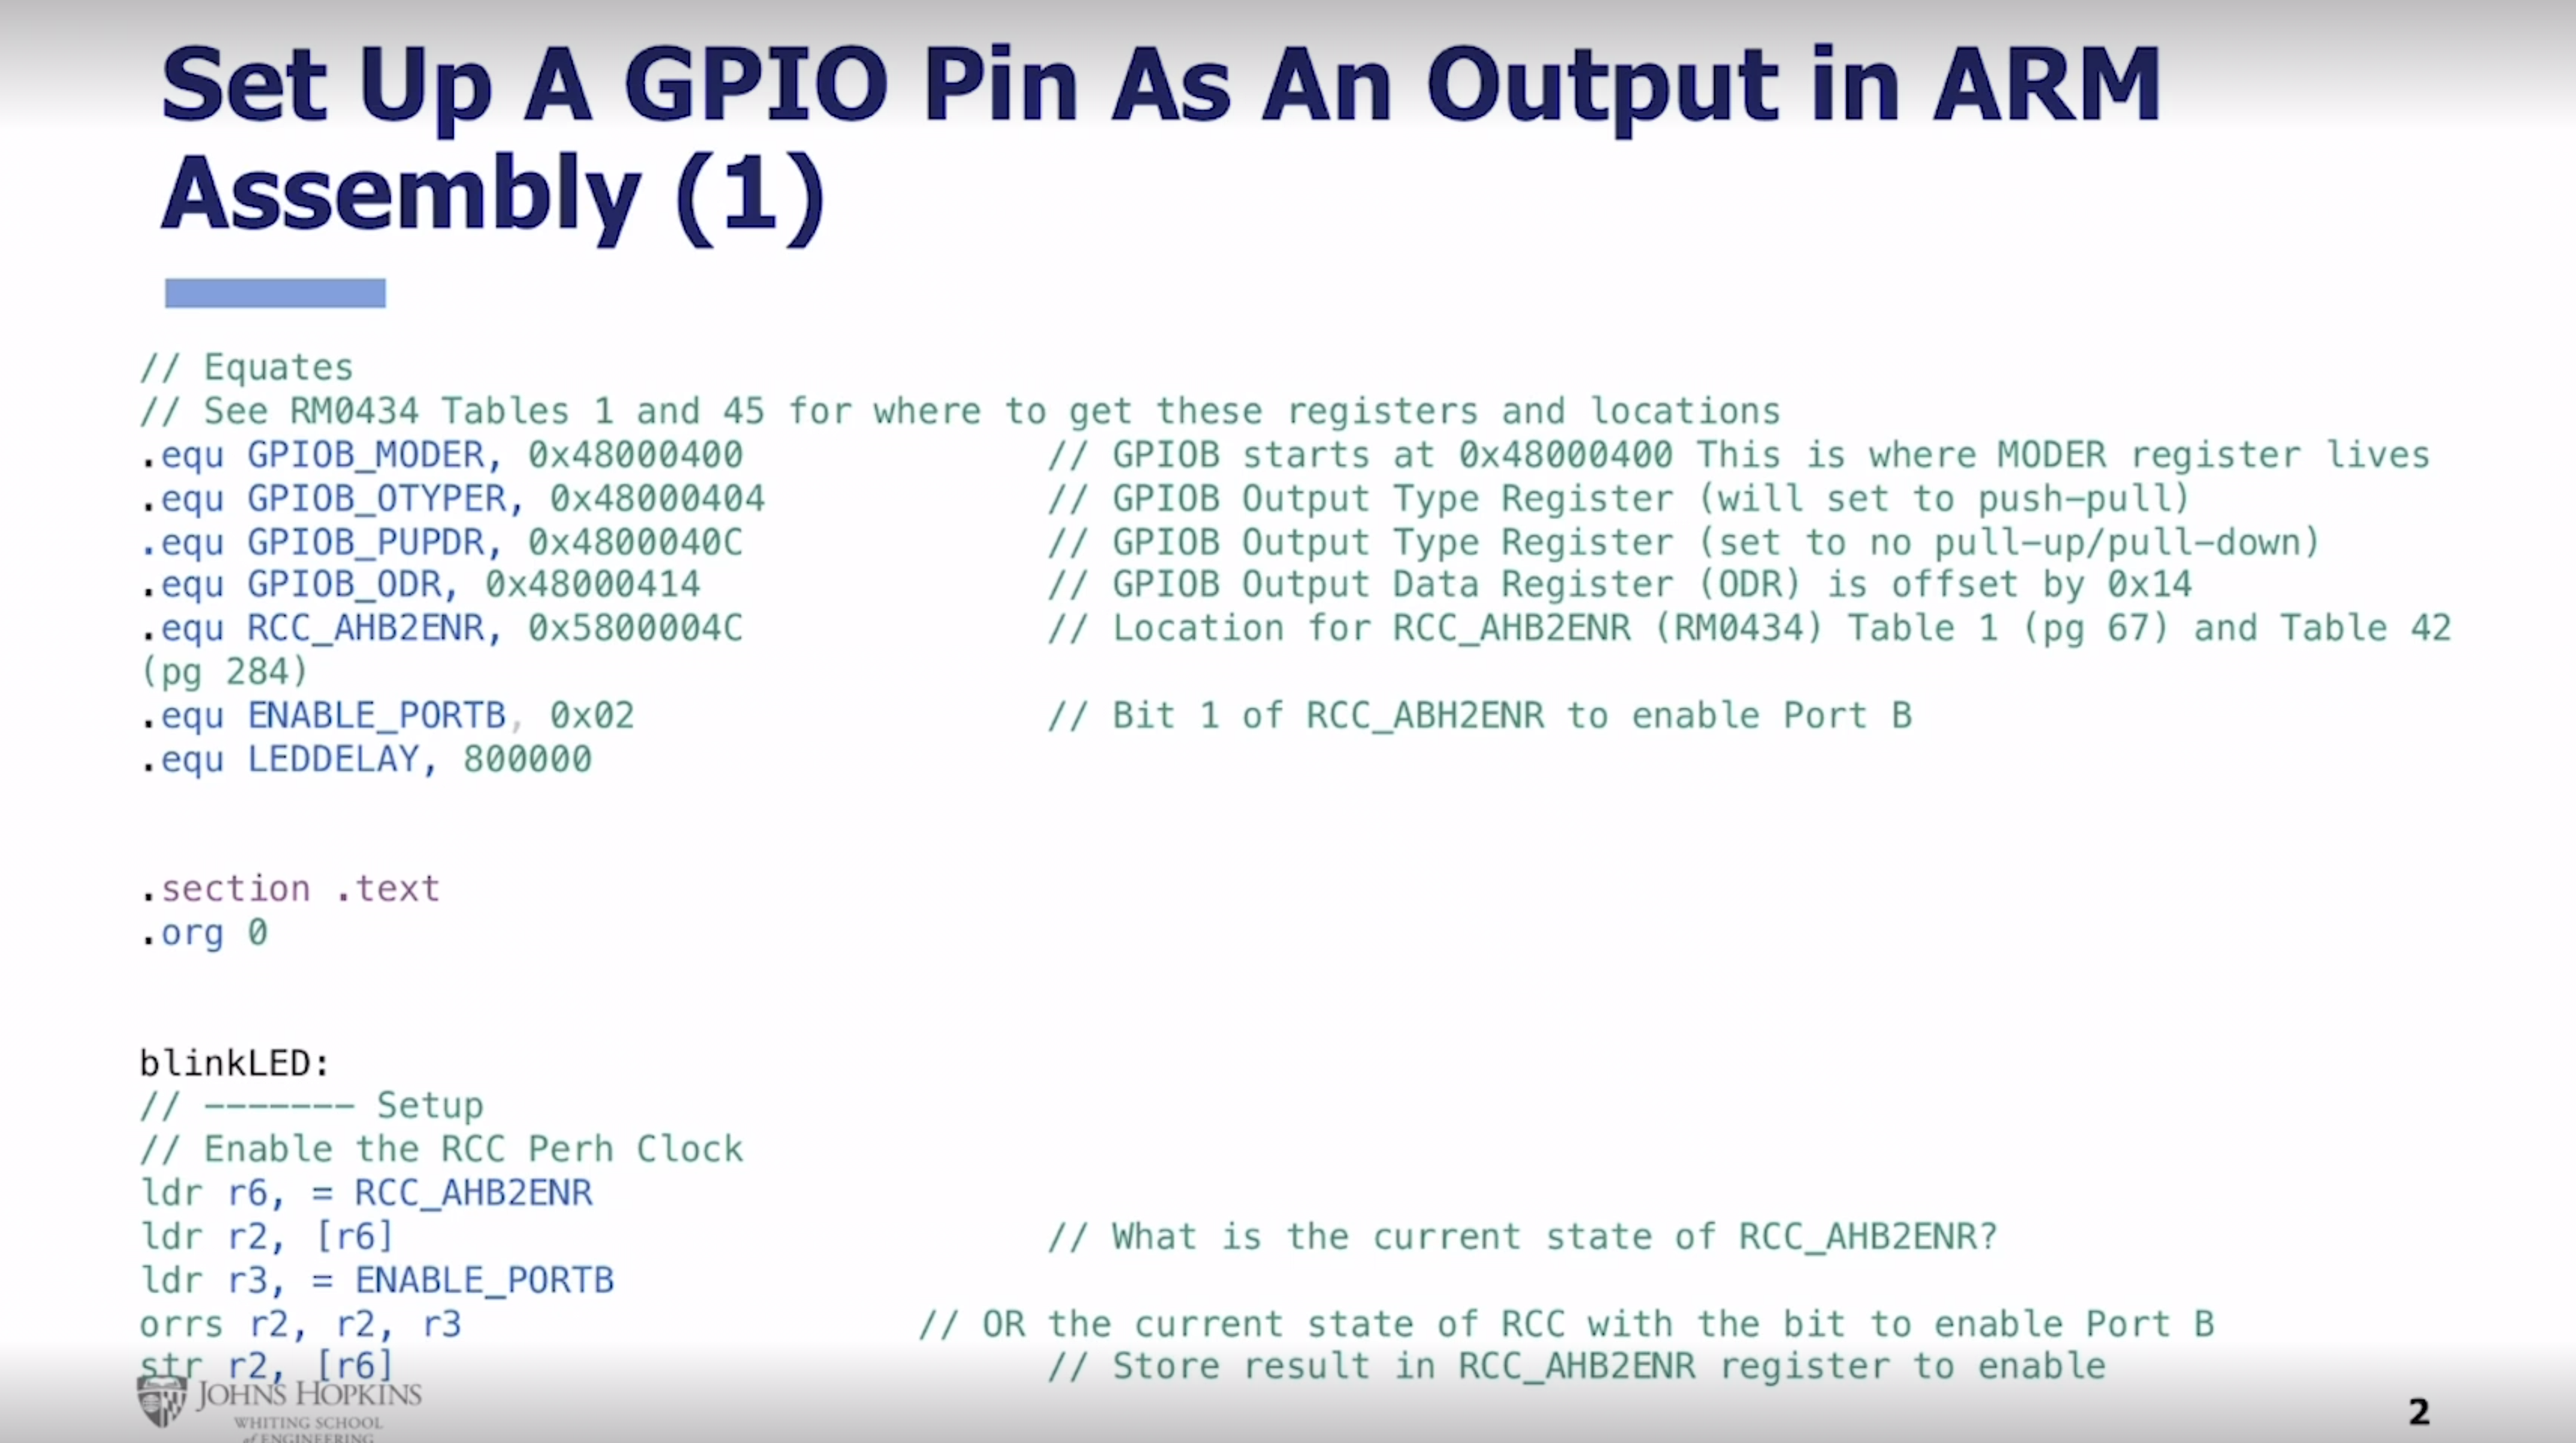 Set Up A GPIO Pin As An Output in ARM
Assembly (1)
// Equates
// See RM0434 Tables 1 and 45 for where to get these registers and locations
.equ GPIOB_MODER, 0x48000400 // GPIOB starts at 0x48000400 This is where MODER register lives
.equ GPIOB_OTYPER, 0x48000404 // GPIOB Output Type Register (will set to push-pull)
.equ GPIOB_PUPDR, 0x4800040C // GPIOB Output Type Register (set to no pull-up/pull-down)
.equ GPIOB_ODR, 0x48000414 // GPIOB Output Data Register (ODR) is offset by 0x14
.equ RCC_AHB2ENR, 0x5800004C // Location for RCC_AHB2ENR (RM0434) Table 1 (pg 67) and Table 42
(pg 284)
.equ ENABLE_PORTB, 0x02 // Bit 1 of RCC_ABH2ENR to enable Port B
.equ LEDDELAY, 800000
.section .text
.org 0
blinkLED:
// ------- Setup
// Enable the RCC Perh Clock
ldr r6, = RCC_AHB2ENR
ldr r2, [r6] // What is the current state of RCC_AHB2ENR?
ldr r3, = ENABLE_PORTB
orrs r2, r2, r3 // OR the current state of RCC with the bit to enable Port B
str r2, [r6] // Store result in RCC_AHB2ENR register to enable
JOHNS HOPKINS
WHITING SCHOOL
of ENGINEERING
2